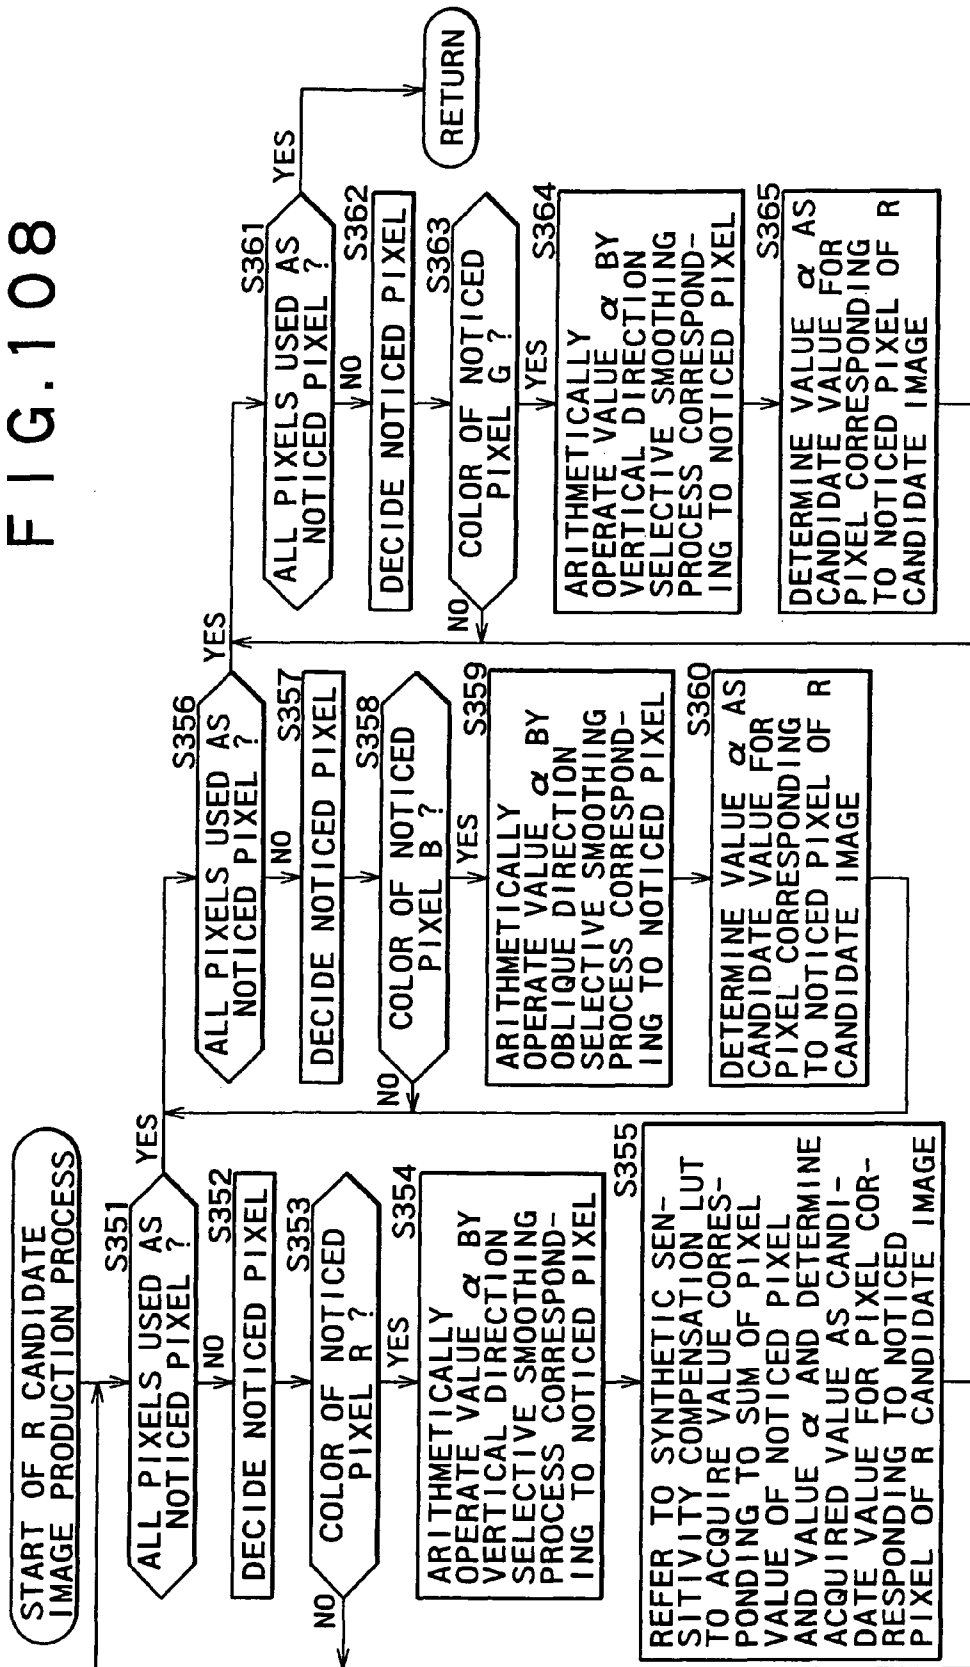 FIG.108
START OF R CANDIDATE
IMAGE PRODUCTION PROCESS
S351
ALL PIXELS USED AS
NOTICED PIXEL ?
YES
NO
S352
DECIDE NOTICED PIXEL
S353
COLOR OF NOTICED
PIXEL R ?
NO
YES
S354
ARITHMETICALLY
OPERATE VALUE α BY
VERTICAL DIRECTION
SELECTIVE SMOOTHING
PROCESS CORRESPOND-
ING TO NOTICED PIXEL
S355
REFER TO SYNTHETIC SEN-
SITIVITY COMPENSATION LUT
TO ACQUIRE VALUE CORRES-
PONDING TO SUM OF PIXEL
VALUE OF NOTICED PIXEL
AND VALUE α AND DETERMINE
ACQUIRED VALUE AS CANDI-
DATE VALUE FOR PIXEL COR-
RESPONDING TO NOTICED
PIXEL OF R CANDIDATE IMAGE
S356
ALL PIXELS USED AS
NOTICED PIXEL ?
YES
NO
S357
DECIDE NOTICED PIXEL
S358
COLOR OF NOTICED
PIXEL B ?
NO
YES
S359
ARITHMETICALLY
OPERATE VALUE α BY
OBLIQUE DIRECTION
SELECTIVE SMOOTHING
PROCESS CORRESPOND-
ING TO NOTICED PIXEL
S360
DETERMINE VALUE α AS
CANDIDATE VALUE FOR
PIXEL CORRESPONDING
TO NOTICED PIXEL OF R
CANDIDATE IMAGE
S361
ALL PIXELS USED AS
NOTICED PIXEL ?
YES
NO
S362
DECIDE NOTICED PIXEL
S363
COLOR OF NOTICED
PIXEL G ?
NO
YES
S364
ARITHMETICALLY
OPERATE VALUE α BY
VERTICAL DIRECTION
SELECTIVE SMOOTHING
PROCESS CORRESPOND-
ING TO NOTICED PIXEL
S365
DETERMINE VALUE α AS
CANDIDATE VALUE FOR
PIXEL CORRESPONDING
TO NOTICED PIXEL OF R
CANDIDATE IMAGE
RETURN